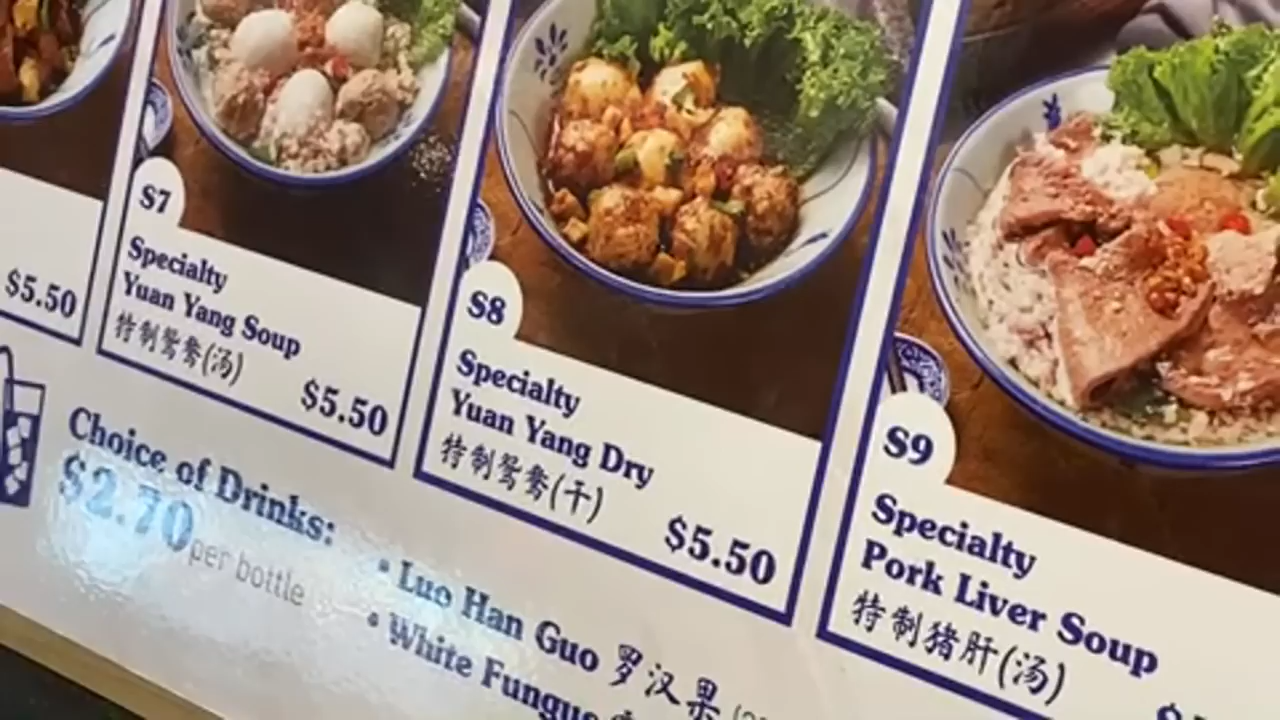 $5.50
S7
Specialty
Yuan Yang Soup
特制鸳鸯(汤)
$5.50
S8
Specialty
Yuan Yang Dry
特制鸳鸯(干)
$5.50
S9
Specialty
Pork Liver Soup
特制猪肝(汤)
Choice of Drinks:
$2.70 per bottle
• Luo Han Guo 罗汉果
• White Fungus